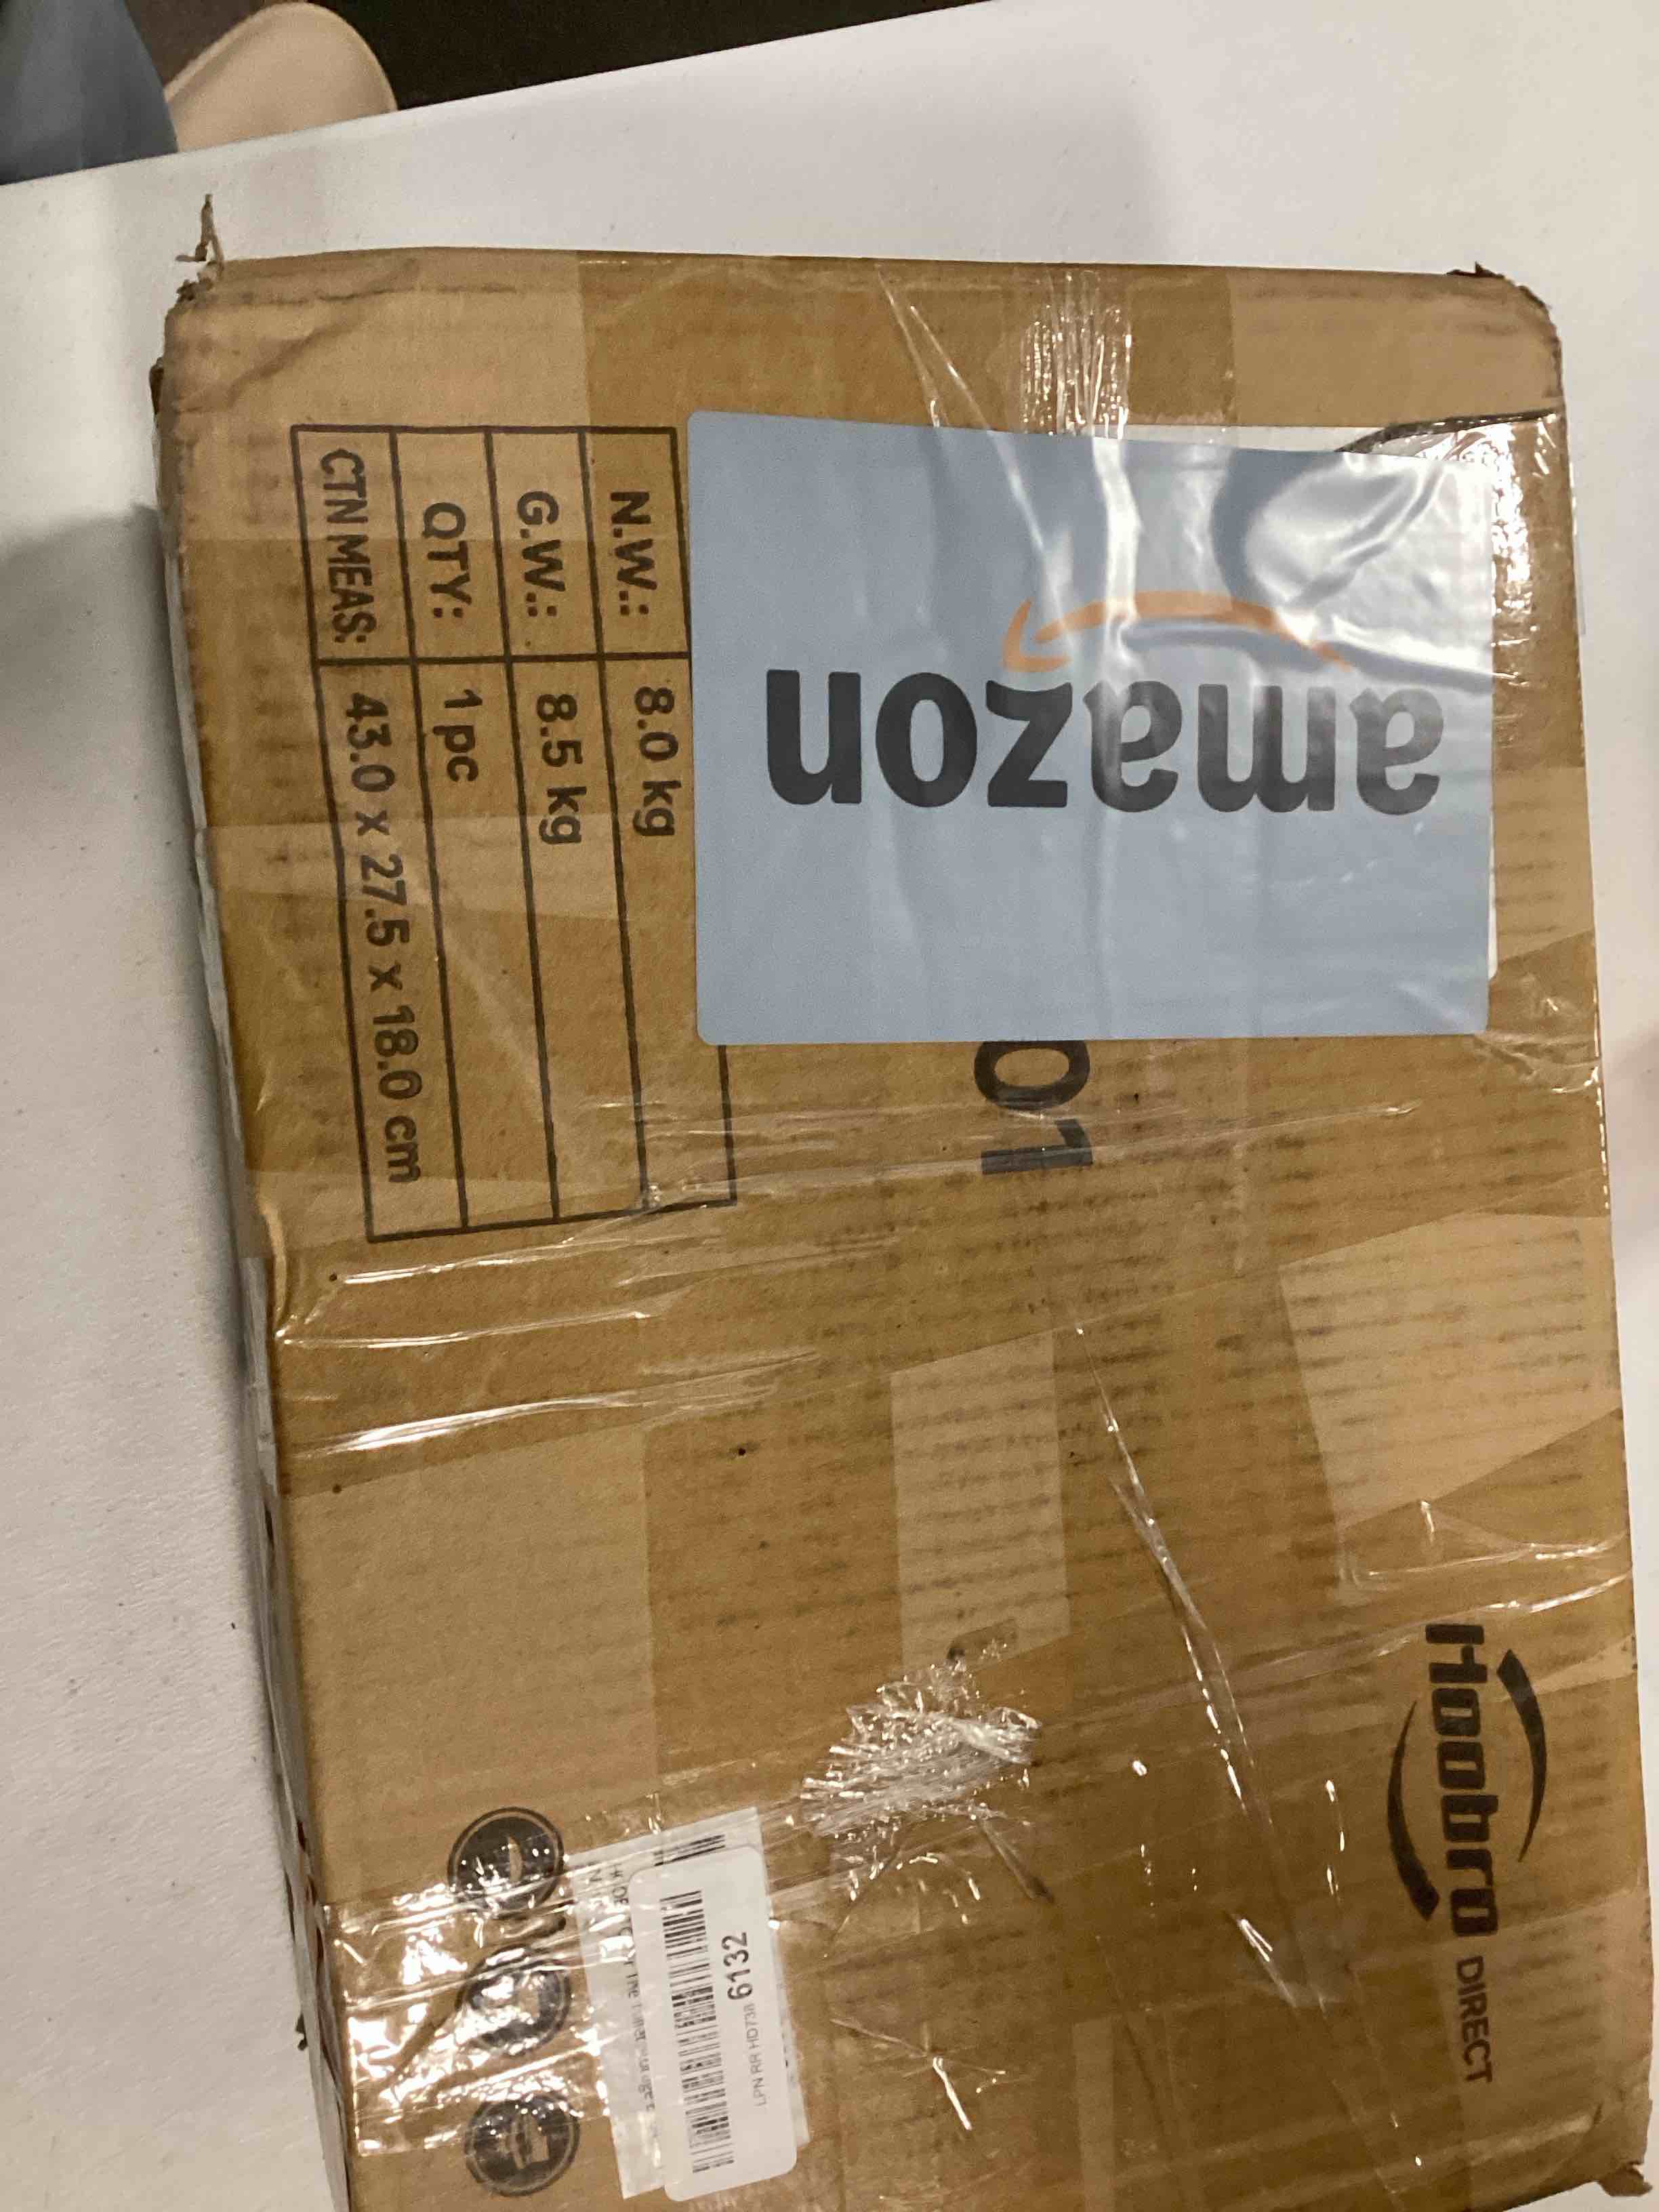 amazon
01
N.W.: 8.0 kg
G.W.: 8.5 kg
QTY: 1 pc
CTN MEAS: 43.0 x 27.5 x 18.0 cm
Hoobro DIRECT
6132